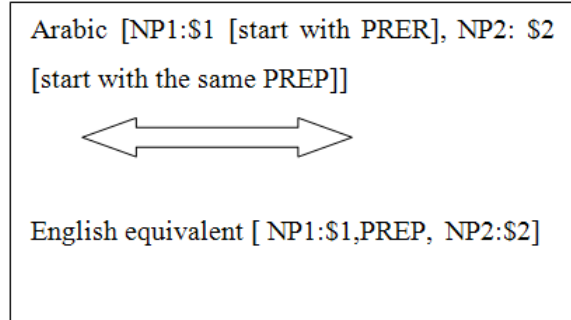 Arabic [NP1:$1 [start with PRER], NP2: $2
[start with the same PREP]]
English equivalent [ NP1:$1,PREP, NP2:$2]